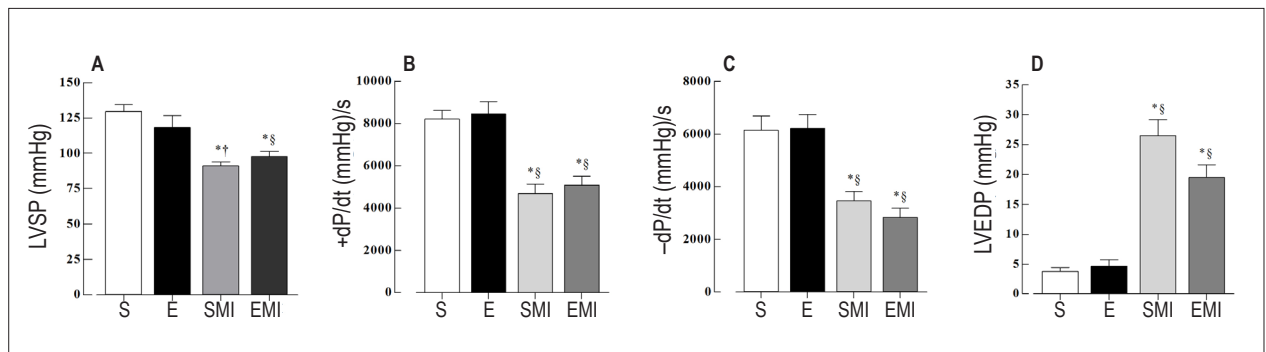 A
LVSP (mmHg)
150
125
100
75
50
25
0
*†
*§
S E SMI EMI
B
+dP/dt (mmHg)/s
10000
8000
6000
4000
2000
0
*§
*§
S E SMI EMI
C
–dP/dt (mmHg)/s
8000
6000
4000
2000
0
*§
*§
S E SMI EMI
D
LVEDP (mmHg)
35
30
25
20
15
10
5
0
*§
*§
S E SMI EMI